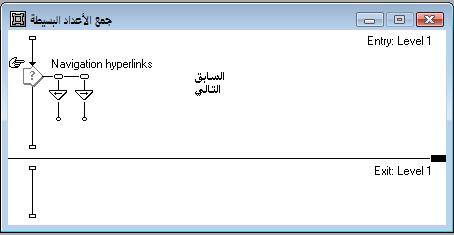 جمع الأعداد البسيطة
Entry: Level 1
Navigation hyperlinks
?
السابق
التالي
Exit: Level 1